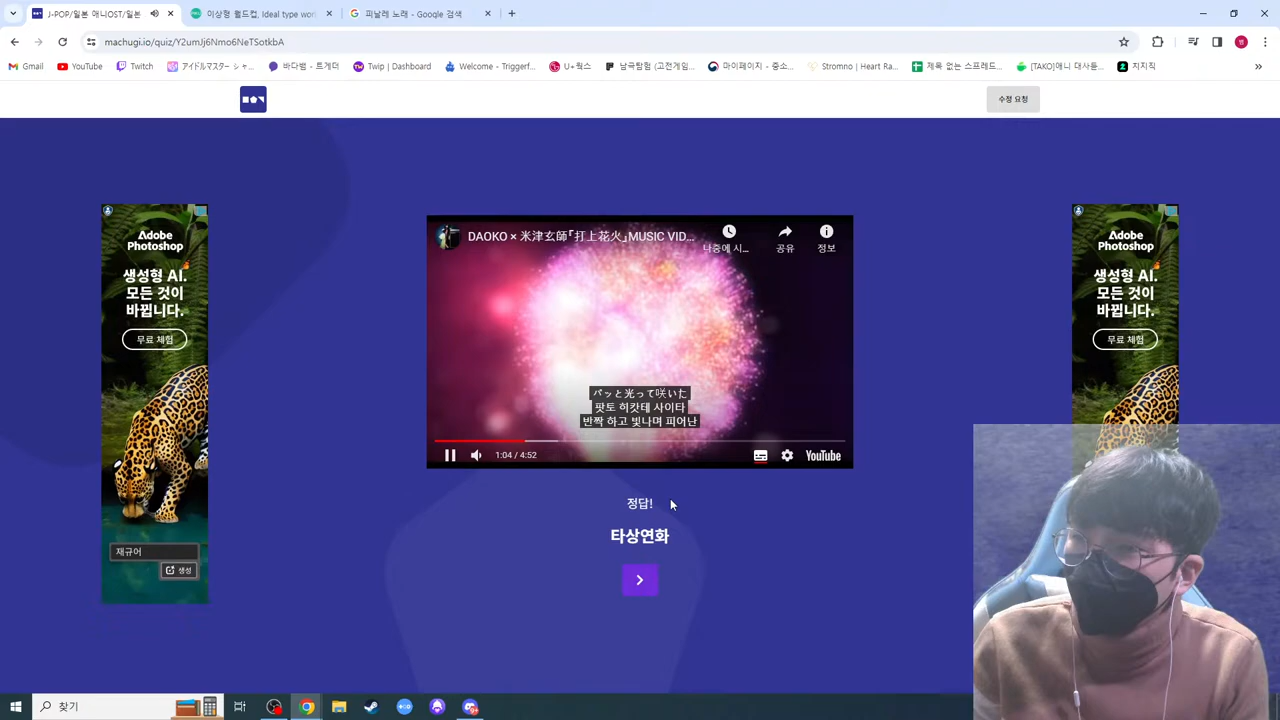 J-POP/일본 애니OST/일본
이상형 월드컵, Ideal type wor
피날레 노래 - Google 검색
machugi.io/quiz/Y2umJj6Nmo6NeTSotkbA
Gmail
YouTube
Twitch
アイドルマスター シャ...
바다뱀 - 트게더
Twip | Dashboard
Welcome - Triggerf...
U+웍스
남극탐험 (고전게임,...
마이페이지 - 중소...
Stromno | Heart Ra...
제목 없는 스프레드...
[TAKO]애니 대사를...
지지직
»
수정 요청
Adobe
Photoshop
생성형 AI.
모든 것이
바뀝니다.
무료 체험
재규어
생성
DAOKO × 米津玄師『打上花火』MUSIC VID...
나중에 시...
공유
정보
パッと光って咲いた
팟토 히캇테 사이타
반짝 하고 빛나며 피어난
1:04 / 4:52
YouTube
정답!
타상연화
Adobe
Photoshop
생성형 AI.
모든 것이
바뀝니다.
무료 체험
찾기